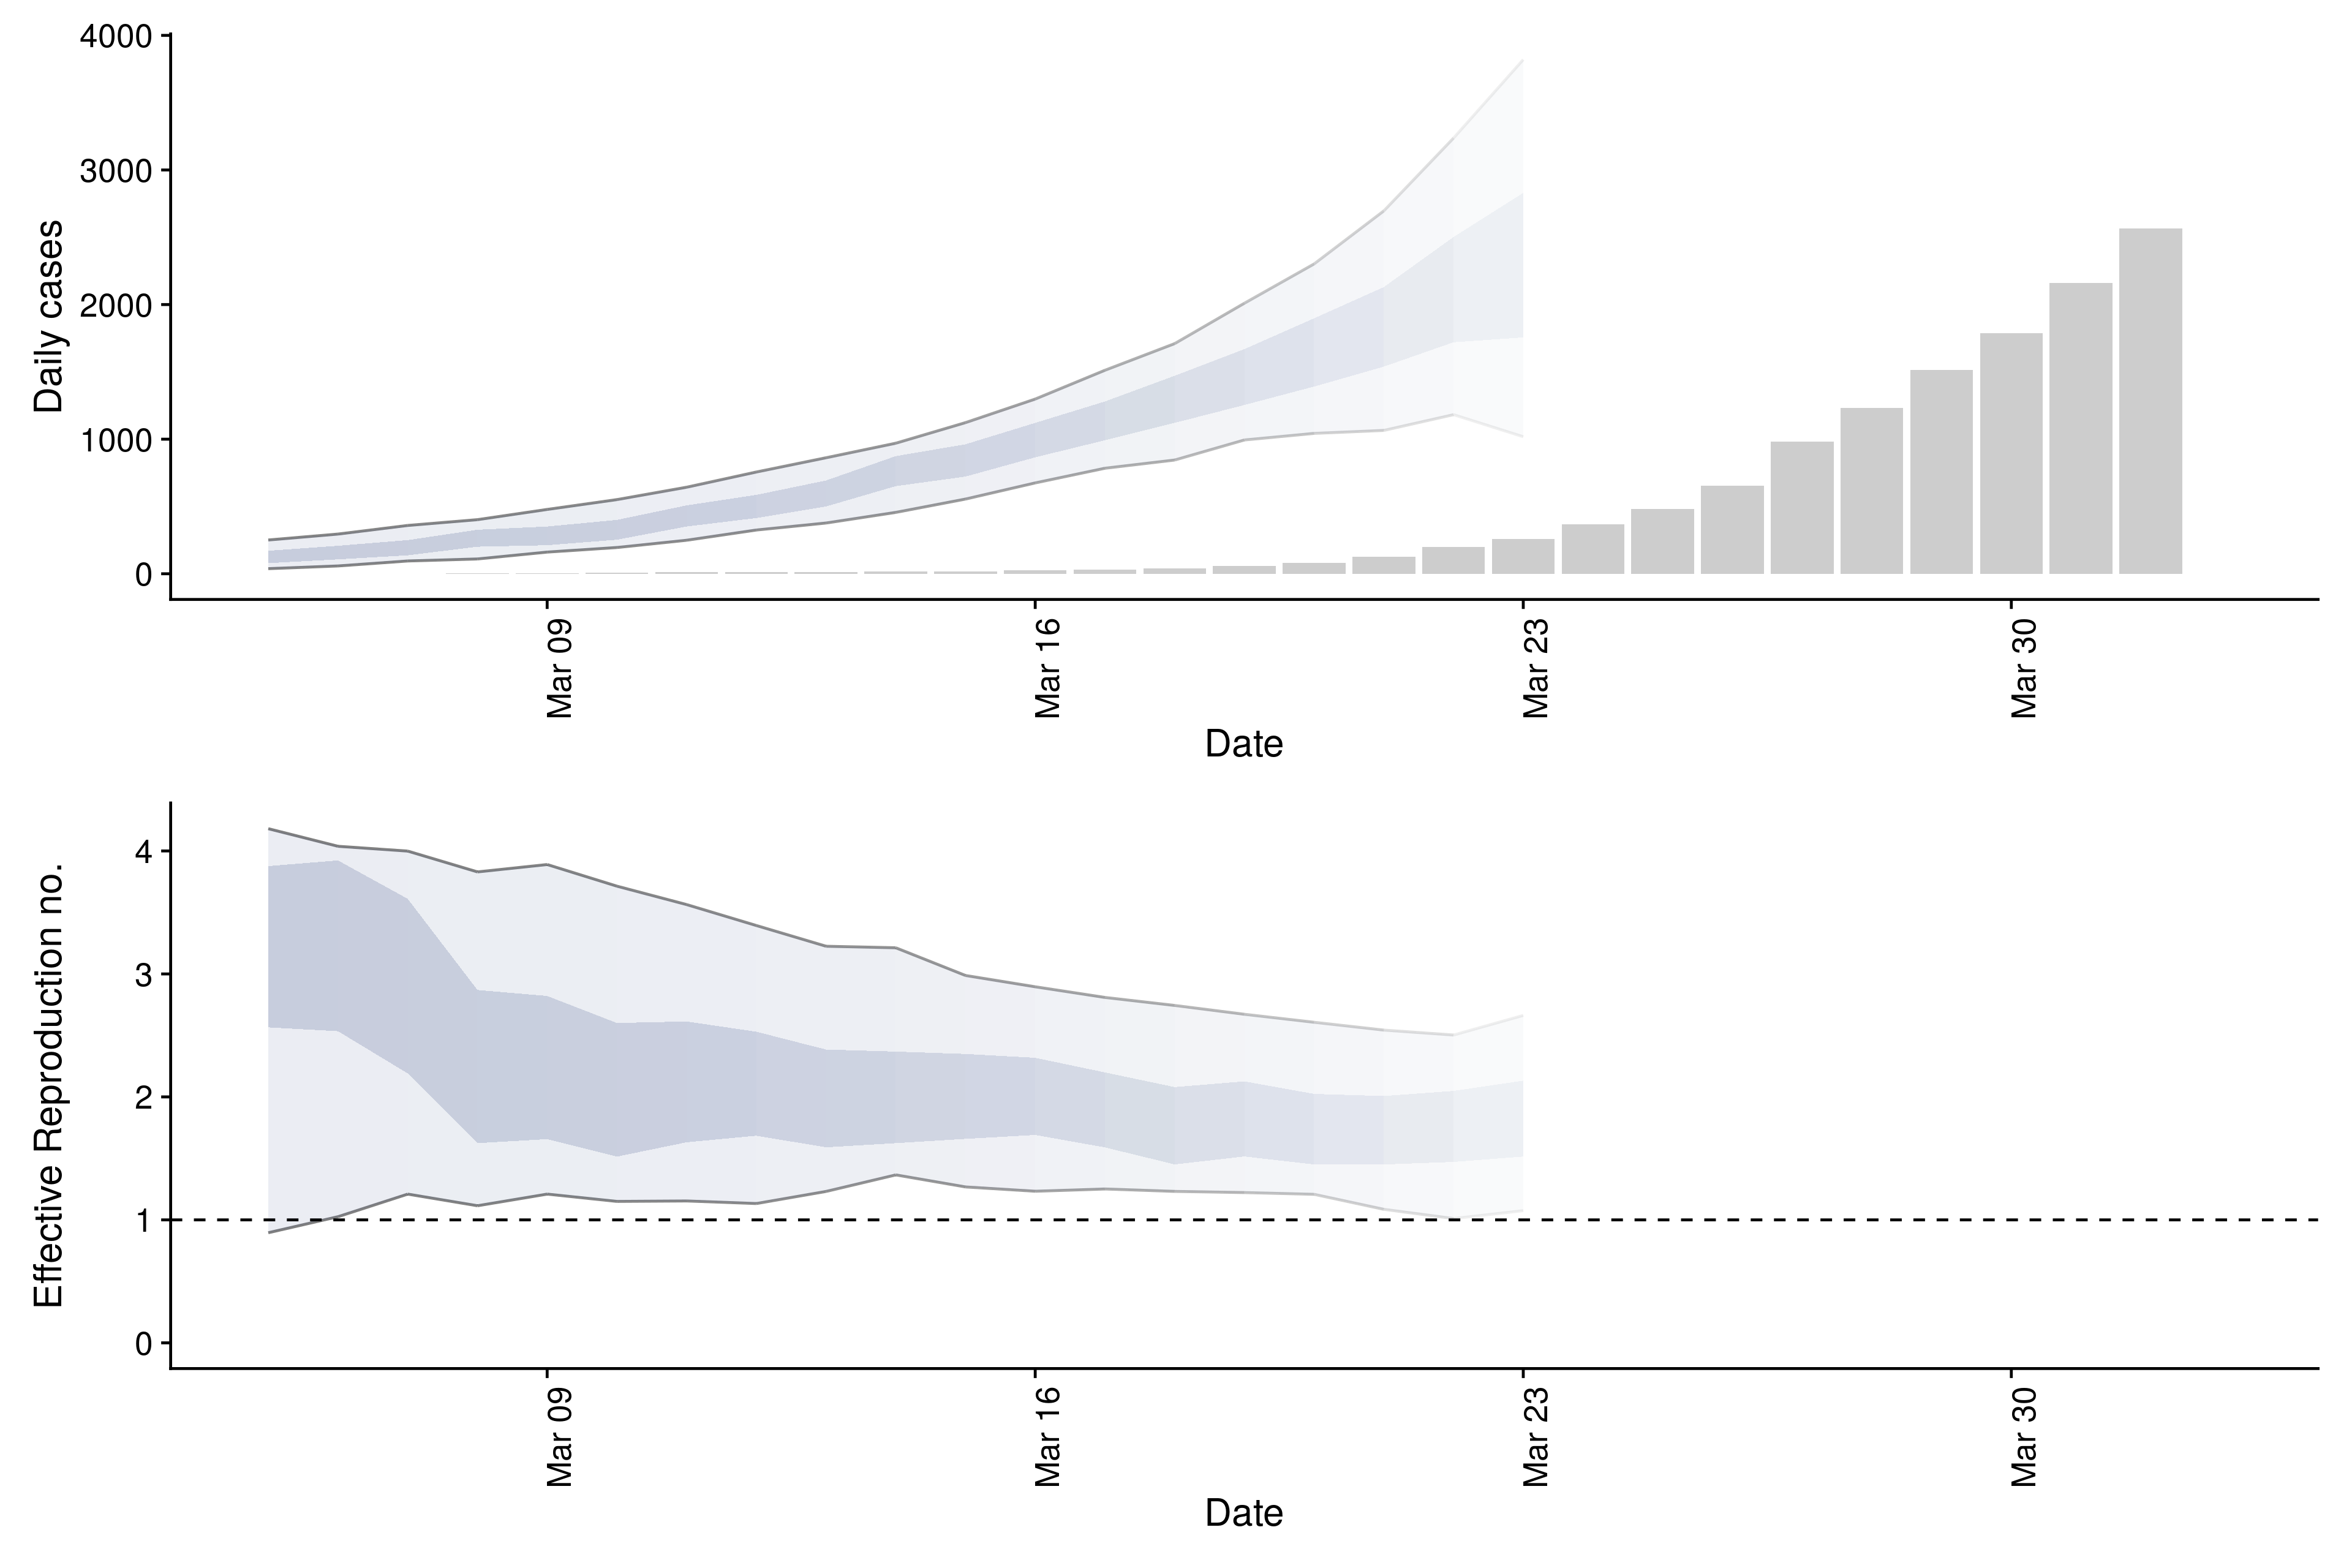 4000
3000
2000
1000
0
Daily cases
Mar 09
Mar 16
Mar 23
Mar 30
Date
4
3
2
1
0
Effective Reproduction no.
Mar 09
Mar 16
Mar 23
Mar 30
Date